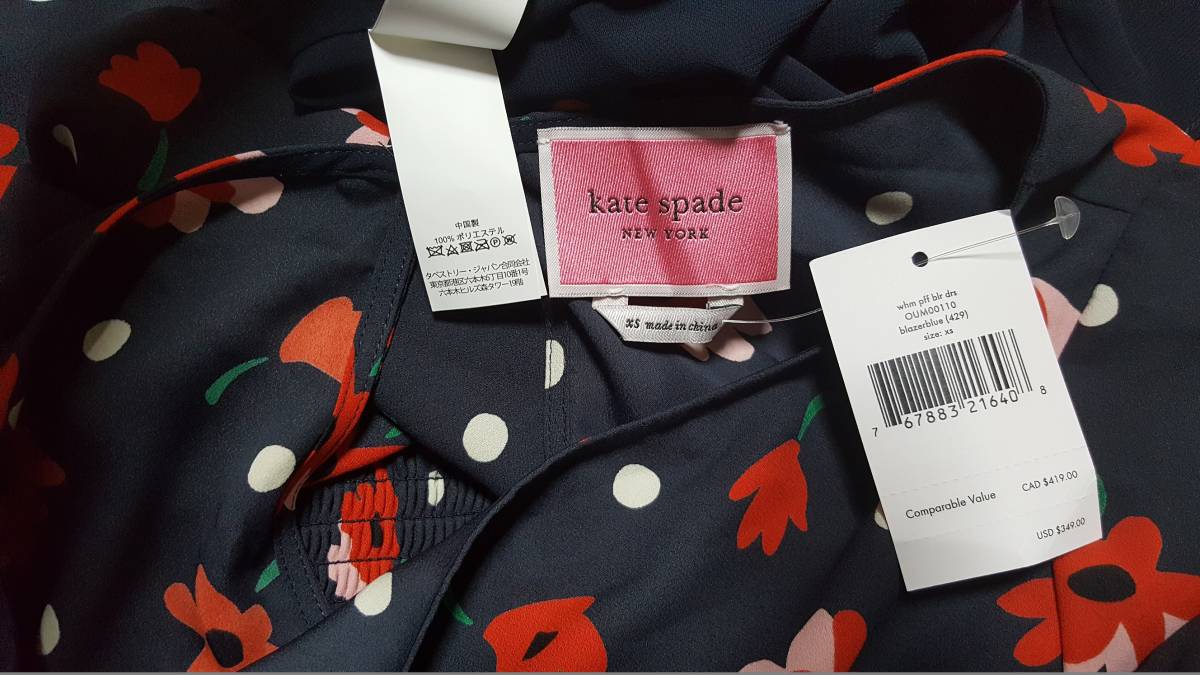 中国製
100% ポリエステル
タペストリー・ジャパン合同会社
東京都港区六本木6丁目10番1号
六本木ヒルズ森タワー19階
kate spade
NEW YORK
XS made in china
whm pff blr drs
OUM00110
blazerblue (429)
size: xs
7 67883 21640 8
Comparable Value
CAD $419.00
USD $349.00